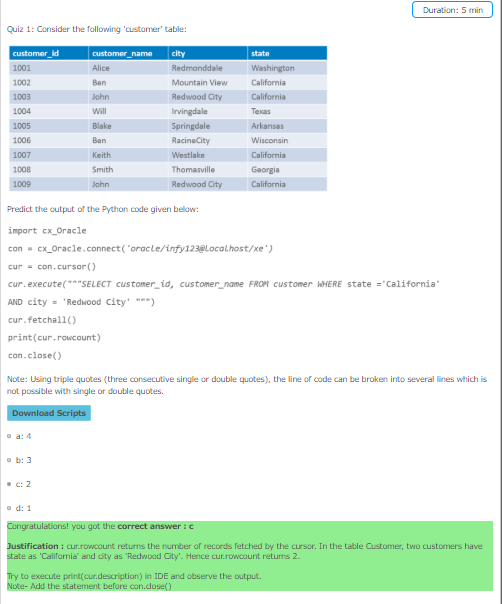 Duration: 5 min
Quiz 1: Consider the following 'customer' table:
customer_id customer_name city state
1001 Alice Redmonddale Washington
1002 Ben Mountain View California
1003 John Redwood City California
1004 Will Irvingdale Texas
1005 Blake Springdale Arkansas
1006 Ben RacineCity Wisconsin
1007 Keith Westlake California
1008 Smith Thomasville Georgia
1009 John Redwood City California
Predict the output of the Python code given below:
import cx_Oracle
con = cx_Oracle.connect('oracle/infy123@localhost/xe')
cur = con.cursor()
cur.execute("""SELECT customer_id, customer_name FROM customer WHERE state ='California'
AND city = 'Redwood City' """)
cur.fetchall()
print(cur.rowcount)
con.close()
Note: Using triple quotes (three consecutive single or double quotes), the line of code can be broken into several lines which is
not possible with single or double quotes.
Download Scripts
a: 4
b: 3
c: 2
d: 1
Congratulations! you got the correct answer : c
Justification : cur.rowcount returns the number of records fetched by the cursor. In the table Customer, two customers have
state as 'California' and city as 'Redwood City'. Hence cur.rowcount returns 2.
Try to execute print(cur.description) in IDE and observe the output.
Note- Add the statement before con.close()